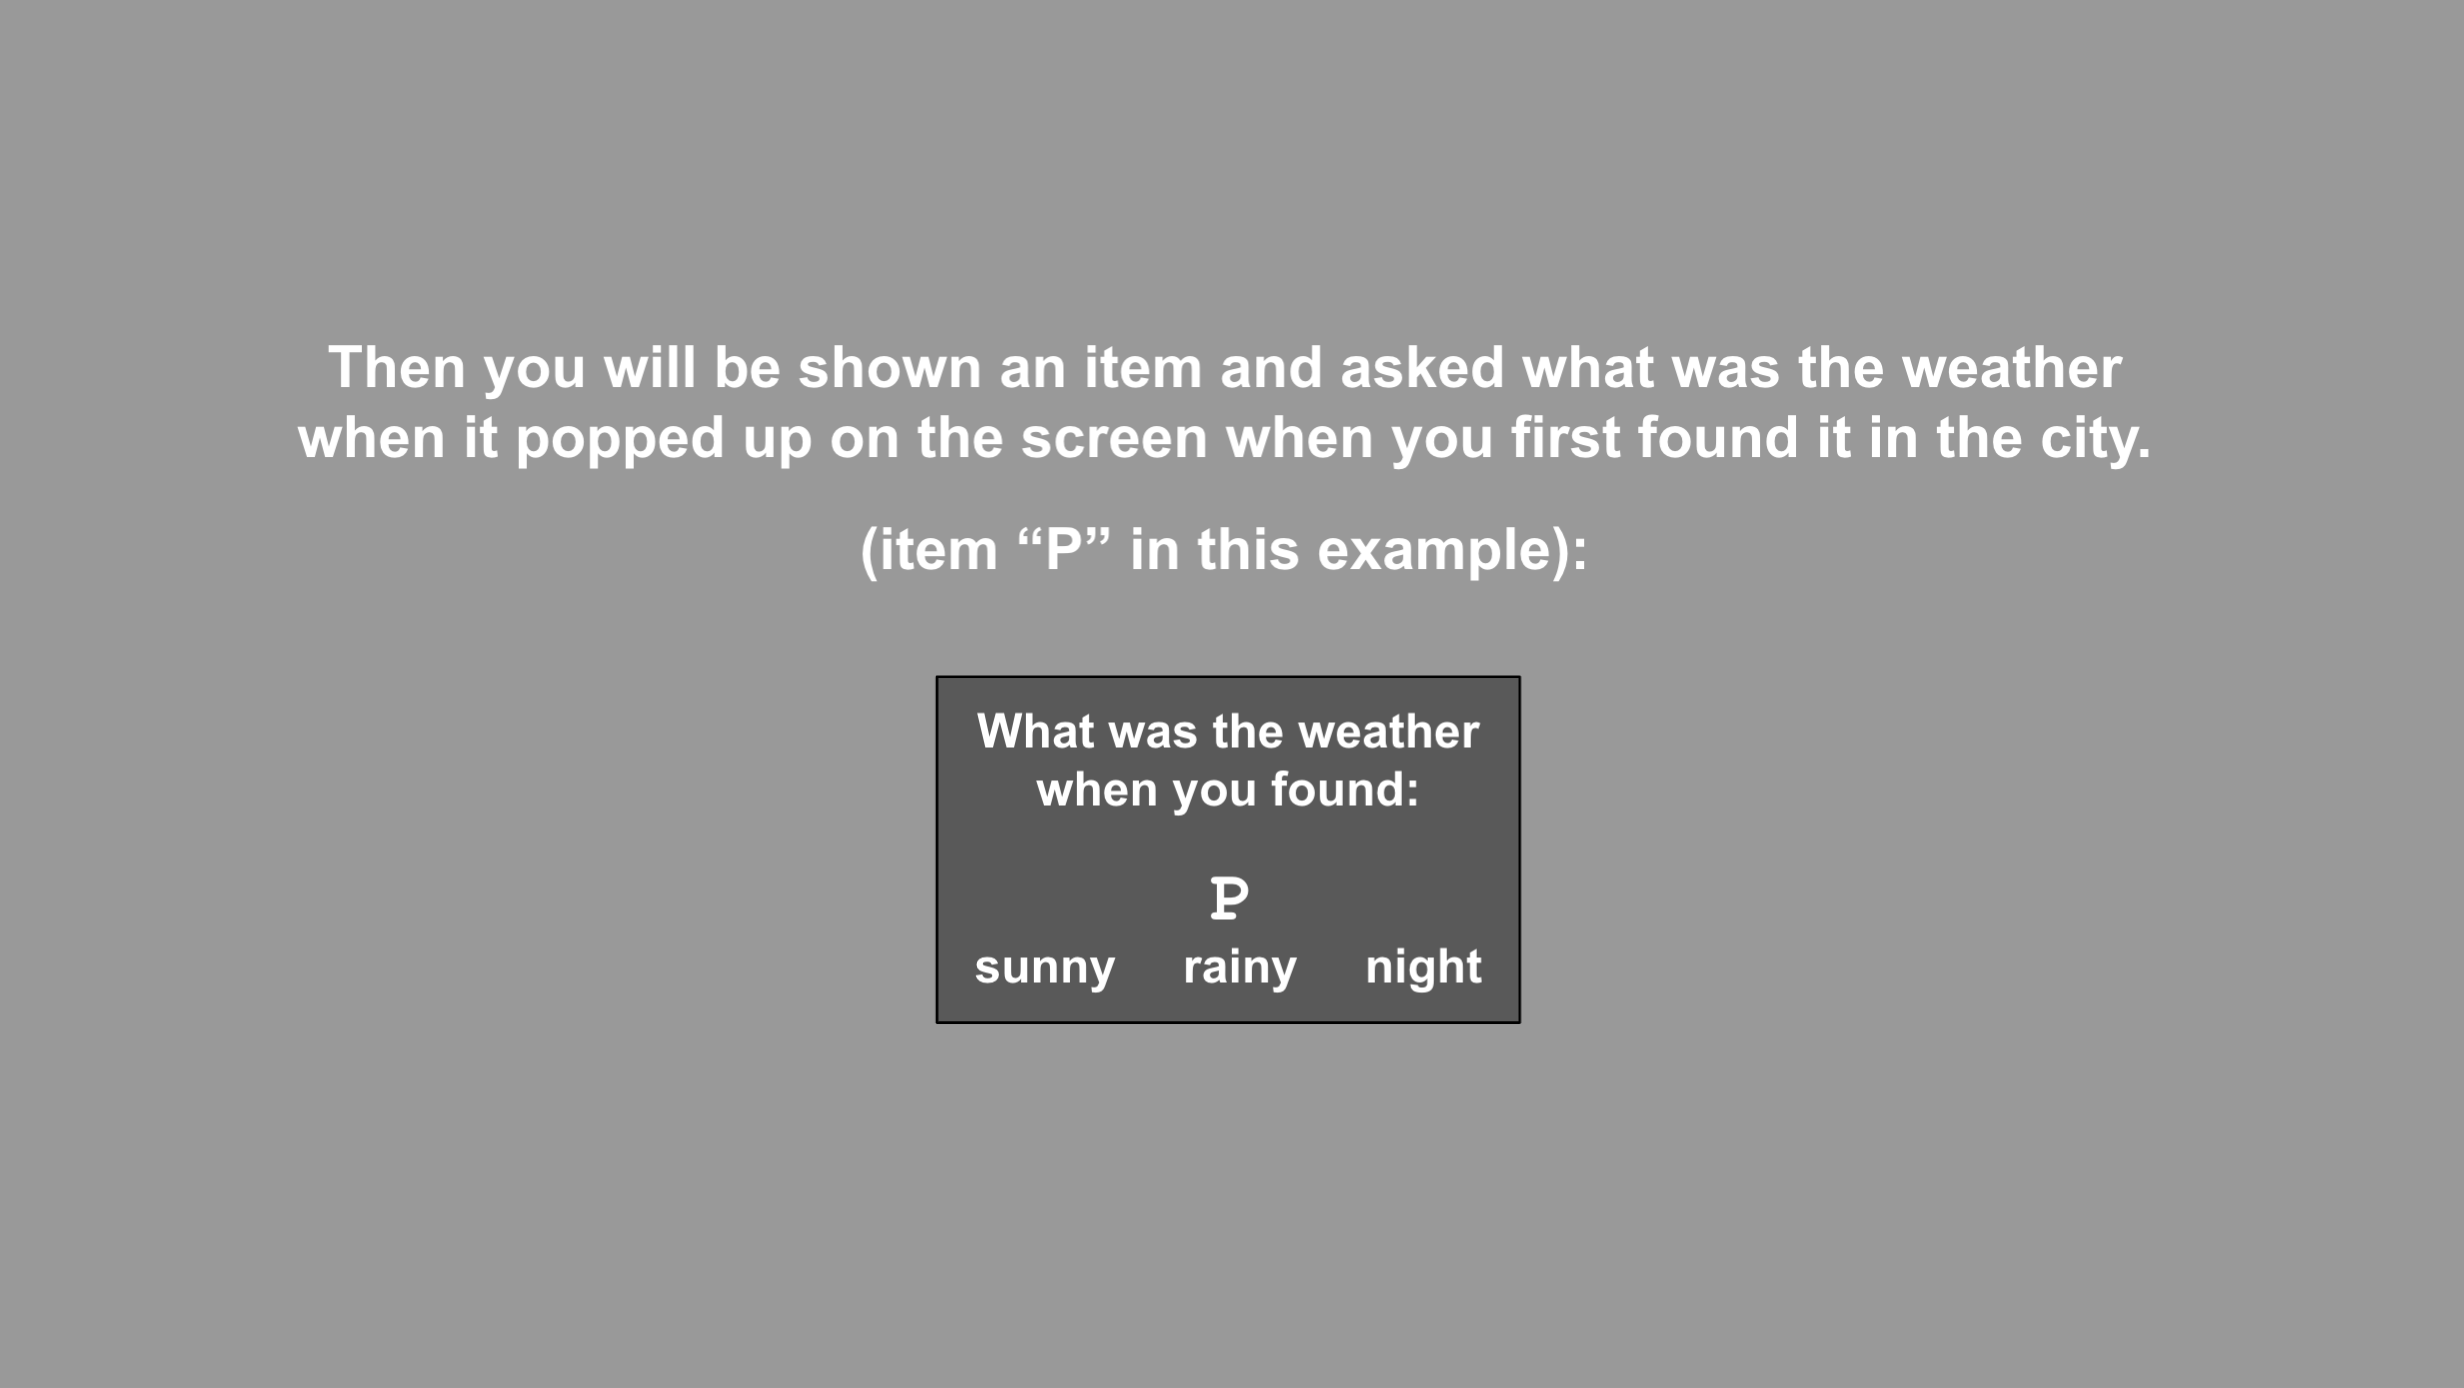 Then you will be shown an item and asked what was the weather
when it popped up on the screen when you first found it in the city.
(item “P” in this example):
What was the weather
when you found:
P
sunny rainy night